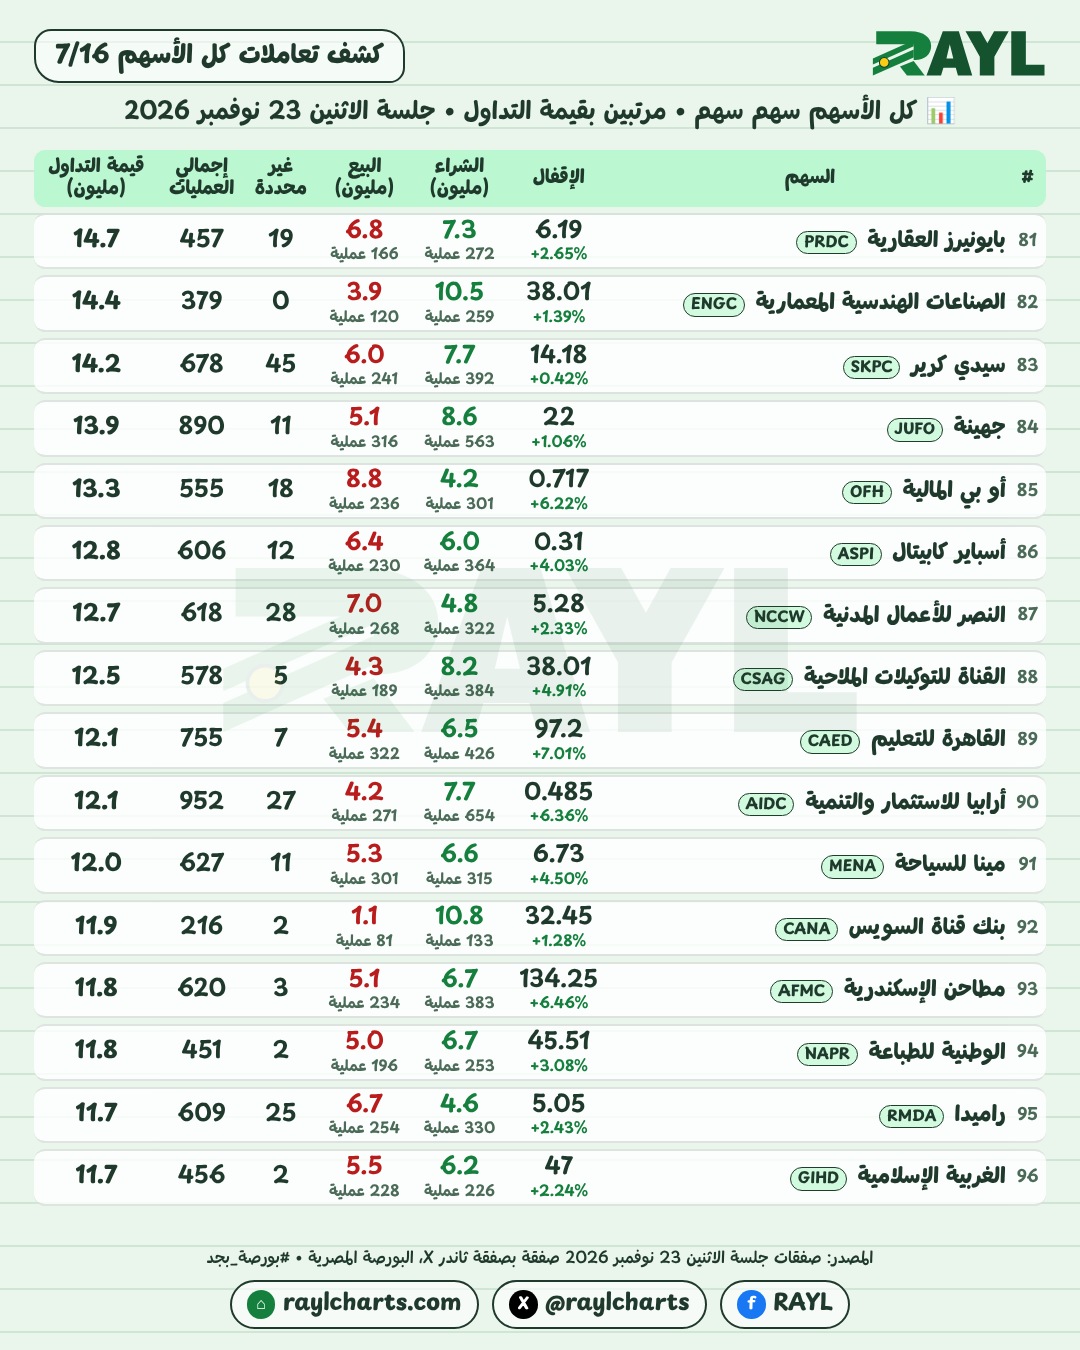 RAYL
كشف تعاملات كل الأسهم 7/16
📊 كل الأسهم سهم سهم • مرتبين بقيمة التداول • جلسة الاثنين 23 نوفمبر 2026
# السهم الإقفال الشراء (مليون) البيع (مليون) غير محددة إجمالي العمليات قيمة التداول (مليون)
81 بايونيرز العقارية PRDC 6.19 +2.65% 7.3 272 عملية 6.8 166 عملية 19 457 14.7
82 الصناعات الهندسية المعمارية ENGC 38.01 +1.39% 10.5 259 عملية 3.9 120 عملية 0 379 14.4
83 سيدي كرير SKPC 14.18 +0.42% 7.7 392 عملية 6.0 241 عملية 45 678 14.2
84 جهينة JUFO 22 +1.06% 8.6 563 عملية 5.1 316 عملية 11 890 13.9
85 أو بي المالية OFH 0.717 +6.22% 4.2 301 عملية 8.8 236 عملية 18 555 13.3
86 أسباير كابيتال ASPI 0.31 +4.03% 6.0 364 عملية 6.4 230 عملية 12 606 12.8
87 النصر للأعمال المدنية NCCW 5.28 +2.33% 4.8 322 عملية 7.0 268 عملية 28 618 12.7
88 القناة للتوكيلات الملاحية CSAG 38.01 +4.91% 8.2 384 عملية 4.3 189 عملية 5 578 12.5
89 القاهرة للتعليم CAED 97.2 +7.01% 6.5 426 عملية 5.4 322 عملية 7 755 12.1
90 أرابيا للاستثمار والتنمية AIDC 0.485 +6.36% 7.7 654 عملية 4.2 271 عملية 27 952 12.1
91 مينا للسياحة MENA 6.73 +4.50% 6.6 315 عملية 5.3 301 عملية 11 627 12.0
92 بنك قناة السويس CANA 32.45 +1.28% 10.8 133 عملية 1.1 81 عملية 2 216 11.9
93 مطاحن الإسكندرية AFMC 134.25 +6.46% 6.7 383 عملية 5.1 234 عملية 3 620 11.8
94 الوطنية للطباعة NAPR 45.51 +3.08% 6.7 253 عملية 5.0 196 عملية 2 451 11.8
95 راميدا RMDA 5.05 +2.43% 4.6 330 عملية 6.7 254 عملية 25 609 11.7
96 الغربية الإسلامية GIHD 47 +2.24% 6.2 226 عملية 5.5 228 عملية 2 456 11.7
المصدر: صفقات جلسة الاثنين 23 نوفمبر 2026 صفقة بصفقة ثاندر X، البورصة المصرية • #بورصة_بجد
raylcharts.com @raylcharts RAYL